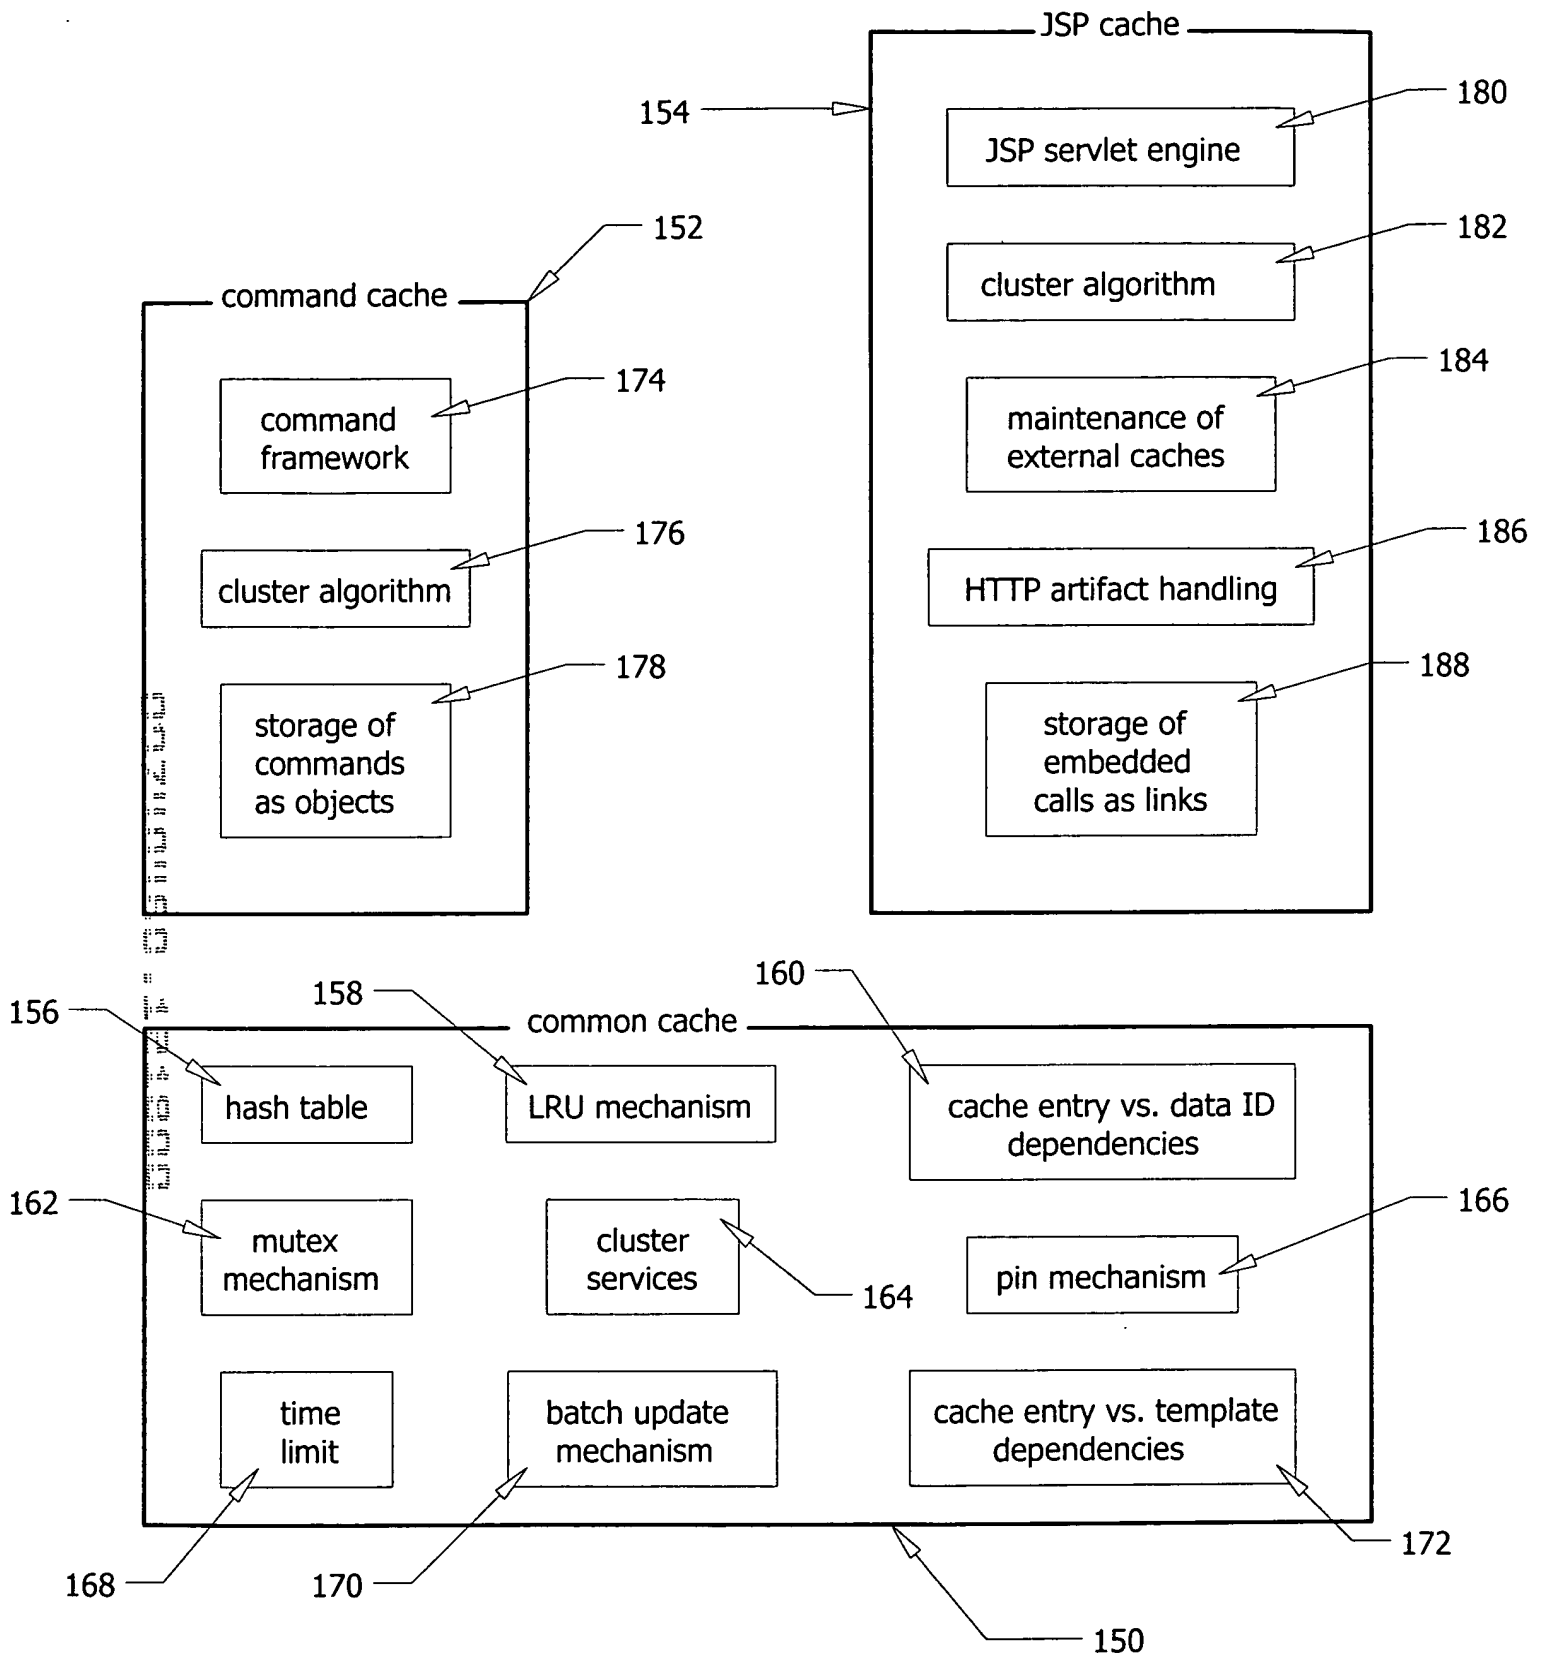 JSP cache
154
180
JSP servlet engine
182
cluster algorithm
184
maintenance of
external caches
186
HTTP artifact handling
188
storage of
embedded
calls as links
152
command cache
174
command
framework
176
cluster algorithm
178
storage of
commands
as objects
common cache
156
hash table
158
LRU mechanism
160
cache entry vs. data ID
dependencies
162
mutex
mechanism
cluster
services
164
166
pin mechanism
time
limit
168
batch update
mechanism
170
cache entry vs. template
dependencies
172
150